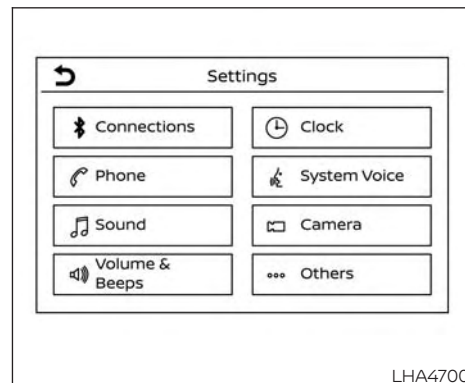 Settings
Connections
Clock
Phone
System Voice
Sound
Camera
Volume &
Beeps
Others
LHA4700